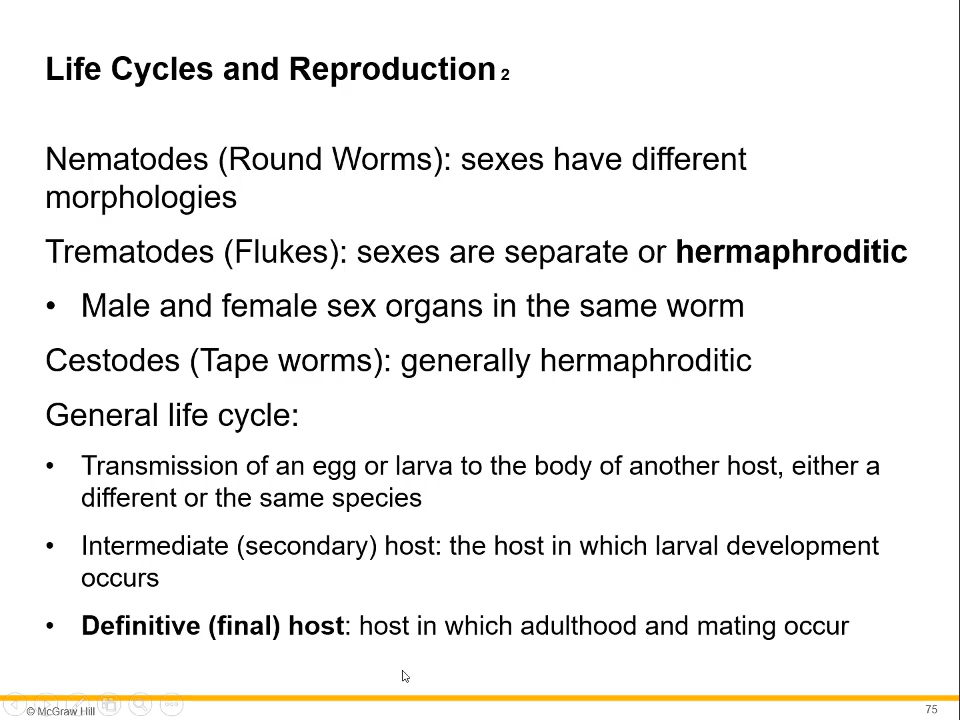 Life Cycles and Reproduction 2
Nematodes (Round Worms): sexes have different
morphologies
Trematodes (Flukes): sexes are separate or hermaphroditic
• Male and female sex organs in the same worm
Cestodes (Tape worms): generally hermaphroditic
General life cycle:
• Transmission of an egg or larva to the body of another host, either a
different or the same species
• Intermediate (secondary) host: the host in which larval development
occurs
• Definitive (final) host: host in which adulthood and mating occur
© McGraw Hill
75